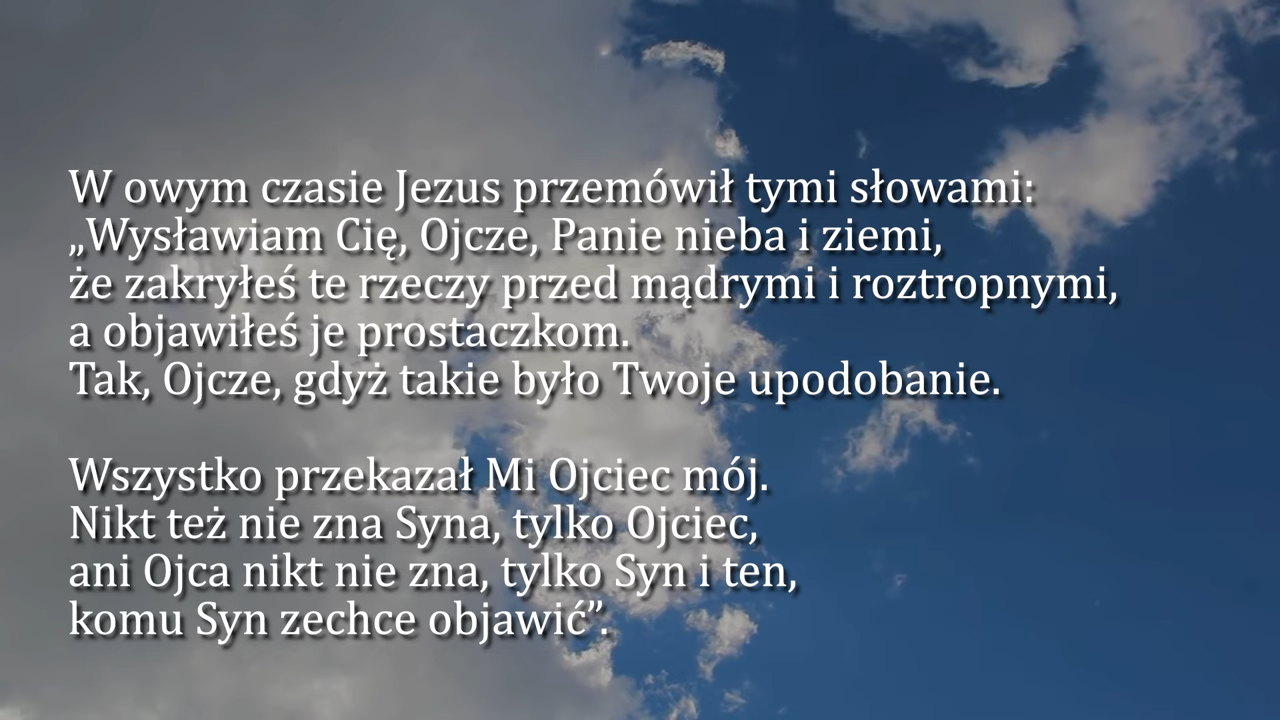 W owym czasie Jezus przemówił tymi słowami:
„Wysławiam Cię, Ojcze, Panie nieba i ziemi,
że zakryłeś te rzeczy przed mądrymi i roztropnymi,
a objawiłeś je prostaczkom.
Tak, Ojcze, gdyż takie było Twoje upodobanie.
Wszystko przekazał Mi Ojciec mój.
Nikt też nie zna Syna, tylko Ojciec,
ani Ojca nikt nie zna, tylko Syn i ten,
komu Syn zechce objawić”.